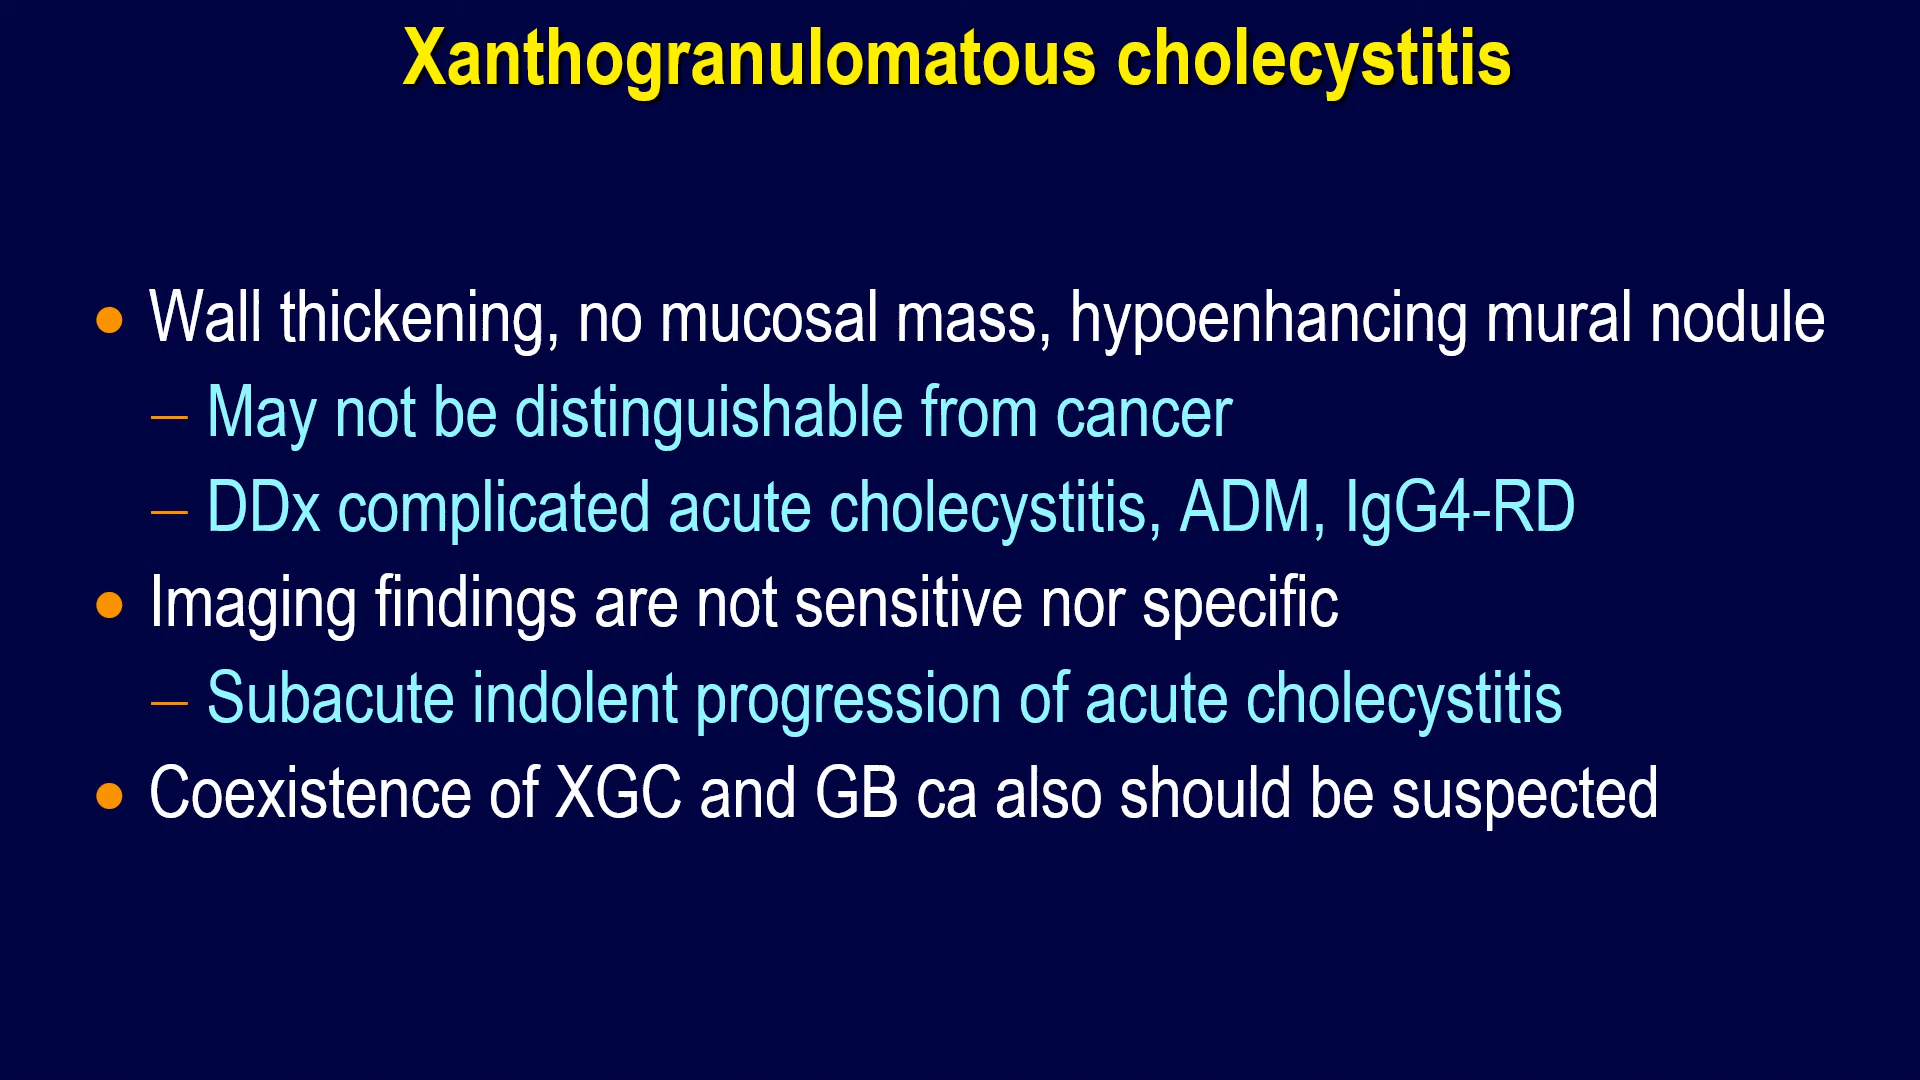 Xanthogranulomatous cholecystitis
• Wall thickening, no mucosal mass, hypoenhancing mural nodule
– May not be distinguishable from cancer
– DDx complicated acute cholecystitis, ADM, IgG4-RD
• Imaging findings are not sensitive nor specific
– Subacute indolent progression of acute cholecystitis
• Coexistence of XGC and GB ca also should be suspected